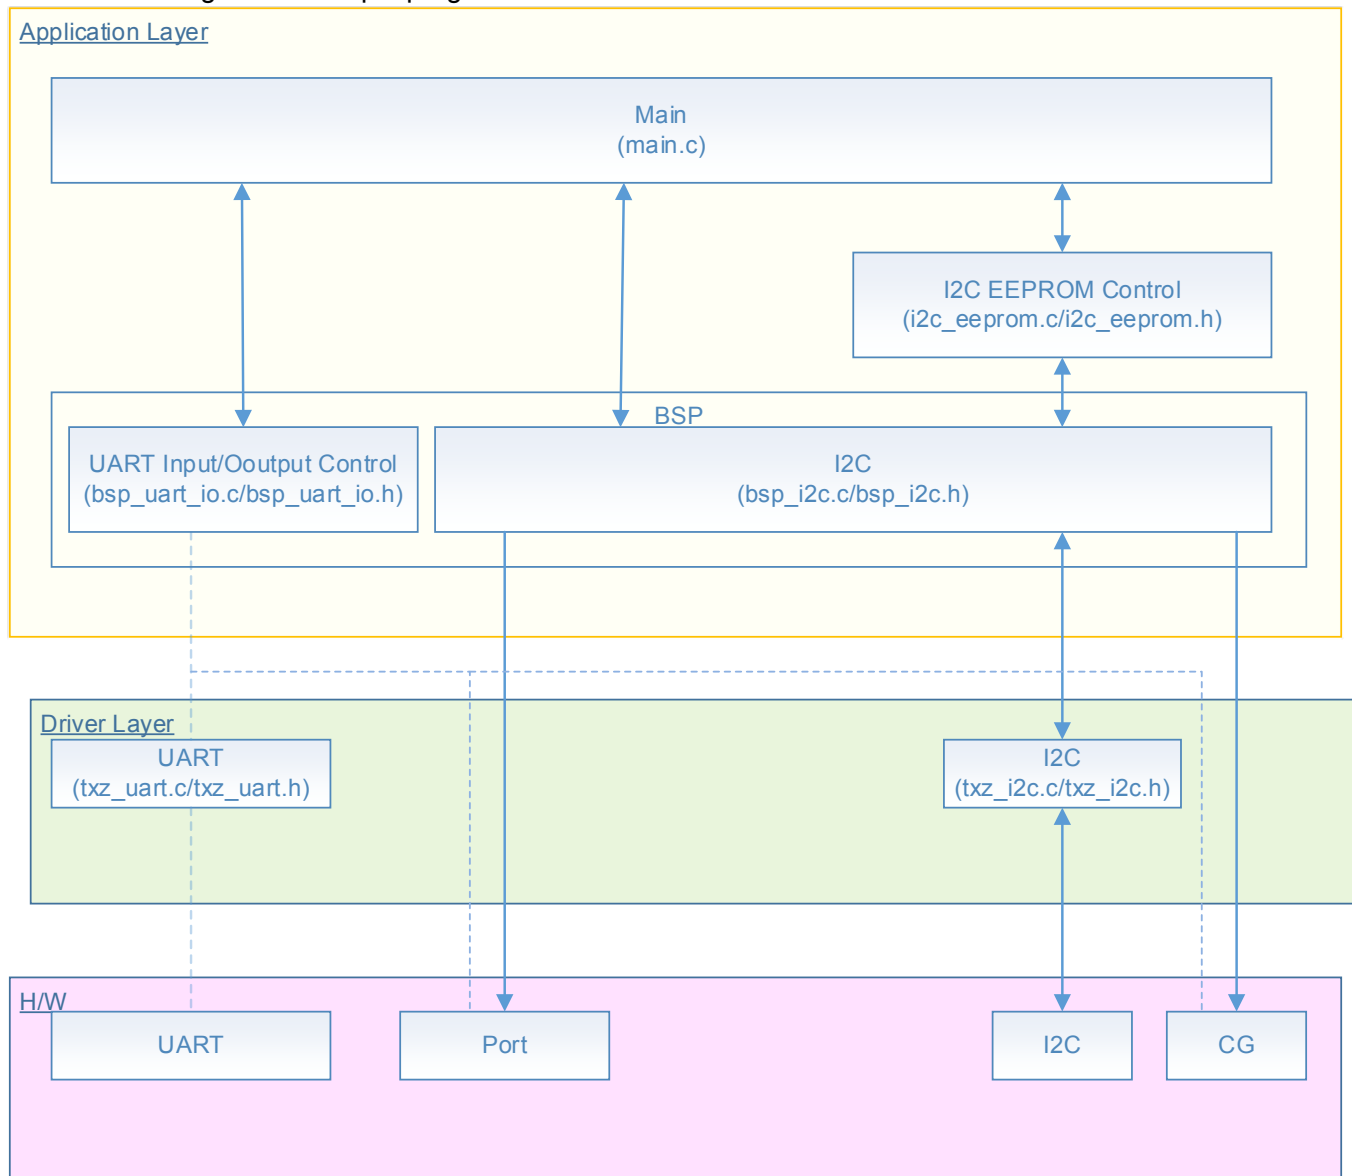 Application Layer
Main
(main.c)
I2C EEPROM Control
(i2c_eeprom.c/i2c_eeprom.h)
BSP
UART Input/Ooutput Control
(bsp_uart_io.c/bsp_uart_io.h)
I2C
(bsp_i2c.c/bsp_i2c.h)
Driver Layer
UART
(txz_uart.c/txz_uart.h)
I2C
(txz_i2c.c/txz_i2c.h)
H/W
UART
Port
I2C
CG